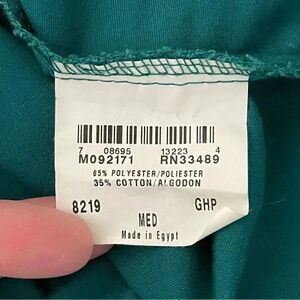 7 08695 13223 4
M092171 RN33489
65% POLYESTER/POLIESTER
35% COTTON/ALGODON
8219 GHP
MED
Made in Egypt